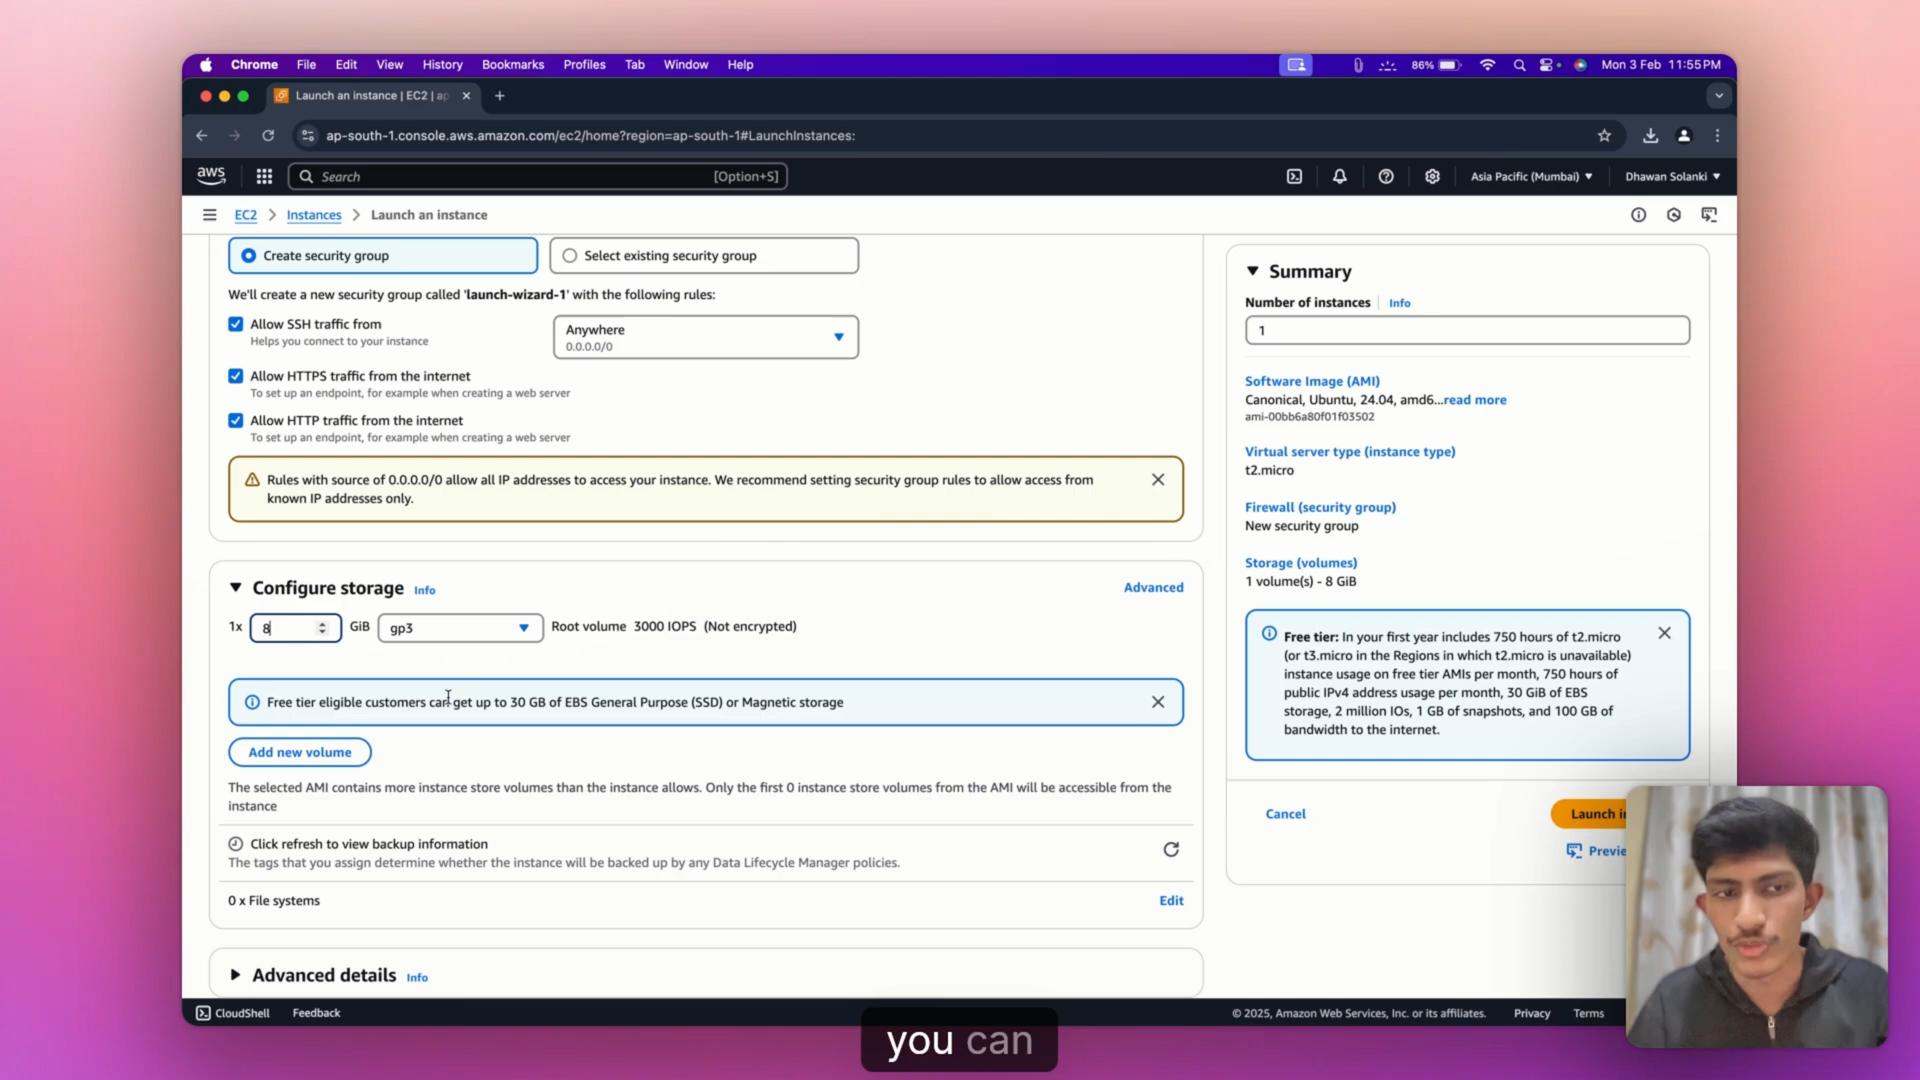 Chrome File Edit View History Bookmarks Profiles Tab Window Help 86% Mon 3 Feb 11:55 PM
Launch an instance | EC2 | ap
ap-south-1.console.aws.amazon.com/ec2/home?region=ap-south-1#LaunchInstances:
aws Search [Option+S] Asia Pacific (Mumbai) Dhawan Solanki
EC2 > Instances > Launch an instance
Create security group Select existing security group
We'll create a new security group called 'launch-wizard-1' with the following rules:
Allow SSH traffic from
Helps you connect to your instance
Anywhere
0.0.0.0/0
Allow HTTPS traffic from the internet
To set up an endpoint, for example when creating a web server
Allow HTTP traffic from the internet
To set up an endpoint, for example when creating a web server
Rules with source of 0.0.0.0/0 allow all IP addresses to access your instance. We recommend setting security group rules to allow access from
known IP addresses only.
Configure storage Info Advanced
1x 8 GiB gp3 Root volume 3000 IOPS (Not encrypted)
Free tier eligible customers can get up to 30 GB of EBS General Purpose (SSD) or Magnetic storage
Add new volume
The selected AMI contains more instance store volumes than the instance allows. Only the first 0 instance store volumes from the AMI will be accessible from the
instance
Click refresh to view backup information
The tags that you assign determine whether the instance will be backed up by any Data Lifecycle Manager policies.
0 x File systems Edit
Advanced details Info
Summary
Number of instances Info
1
Software Image (AMI)
Canonical, Ubuntu, 24.04, amd6...read more
ami-00bb6a80f01f03502
Virtual server type (instance type)
t2.micro
Firewall (security group)
New security group
Storage (volumes)
1 volume(s) - 8 GiB
Free tier: In your first year includes 750 hours of t2.micro
(or t3.micro in the Regions in which t2.micro is unavailable)
instance usage on free tier AMIs per month, 750 hours of
public IPv4 address usage per month, 30 GiB of EBS
storage, 2 million IOs, 1 GB of snapshots, and 100 GB of
bandwidth to the internet.
Cancel Launch i
Previe
CloudShell Feedback © 2025, Amazon Web Services, Inc. or its affiliates. Privacy Terms
you can